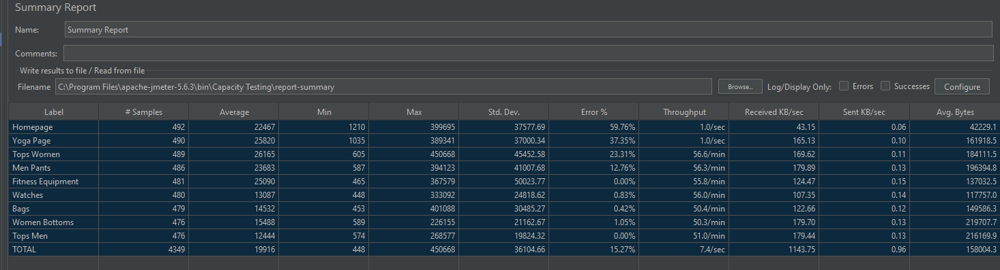 Summary Report
Name: Summary Report
Comments:
Write results to file / Read from file
Filename C:\Program Files\apache-jmeter-5.6.3\bin\Capacity Testing\report-summary Browse... Log/Display Only: Errors Successes Configure
Label # Samples Average Min Max Std. Dev. Error % Throughput Received KB/sec Sent KB/sec Avg. Bytes
Homepage 492 22467 1210 399695 37577.69 59.76% 1.0/sec 43.15 0.06 42229.1
Yoga Page 490 25820 1035 389341 37000.34 37.35% 1.0/sec 165.13 0.10 161918.5
Tops Women 489 26165 605 450668 45452.58 23.31% 56.6/min 169.62 0.11 184111.5
Men Pants 486 23683 587 394123 41007.68 12.76% 56.3/min 179.89 0.13 196394.8
Fitness Equipment 481 25090 465 367579 50023.77 0.00% 55.8/min 124.47 0.15 137032.5
Watches 480 13087 448 333092 24818.62 0.83% 56.0/min 107.35 0.14 117757.0
Bags 479 14532 453 401088 30485.27 0.42% 50.4/min 122.66 0.12 149586.3
Women Bottoms 476 15488 589 226155 21162.67 1.05% 50.3/min 179.70 0.13 219707.7
Tops Men 476 12444 574 268577 19824.32 0.00% 51.0/min 179.44 0.13 216169.9
TOTAL 4349 19916 448 450668 36104.66 15.27% 7.4/sec 1143.75 0.96 158004.3